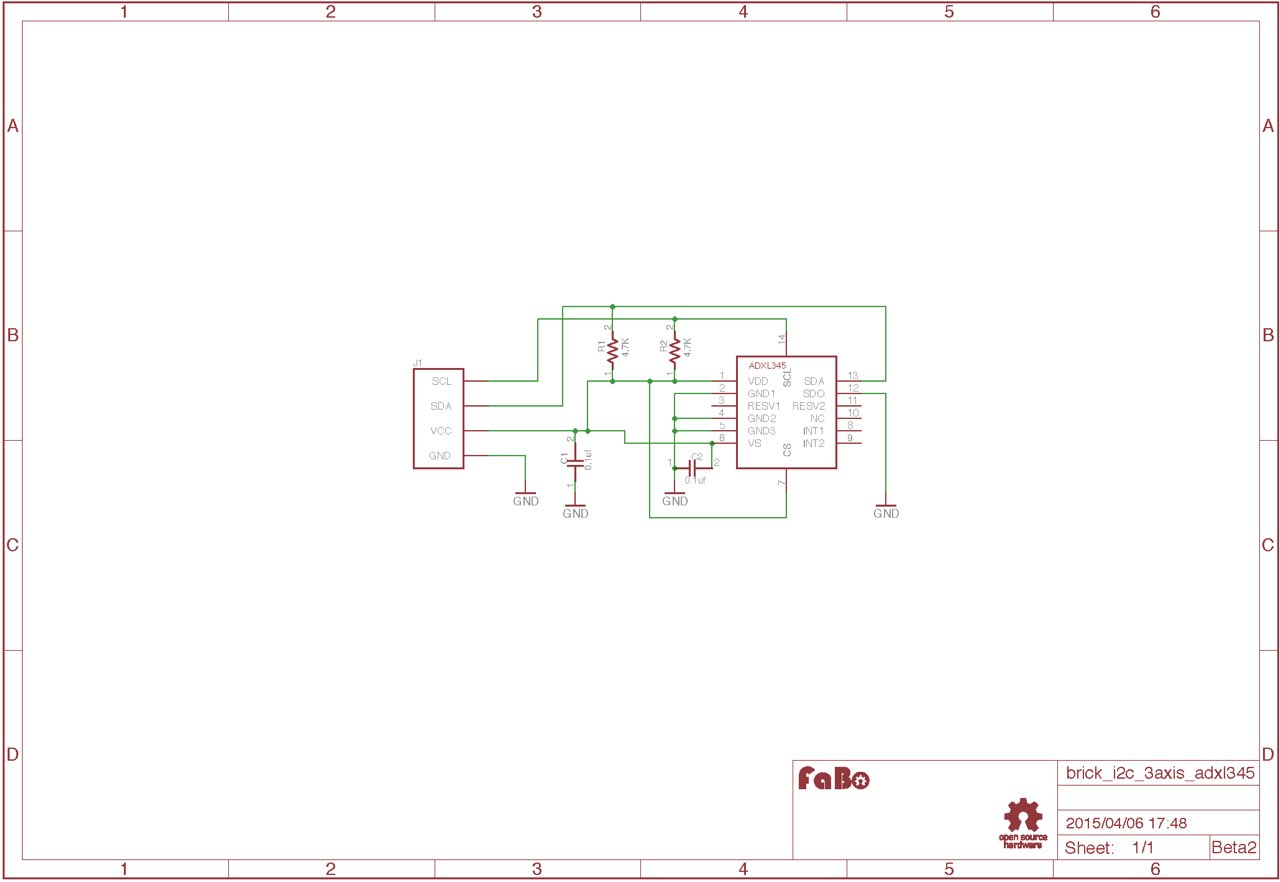 1 2 3 4 5 6
A A
B B
C C
D D
J1
SCL
SDA
VCC
GND
GND
2
C1
0.1uf
1
GND
2
R1
4.7K
1
2
R2
4.7K
1
1
C2
2
0.1uf
GND
ADXL345
14
SCL
1 VDD SDA 13
2 GND1 SDO 12
3 RESV1 RESV2 11
4 GND2 NC 10
5 GND3 INT1 8
6 VS INT2 9
CS
7
GND
FaBo
open source
hardware
brick_i2c_3axis_adxl345
2015/04/06 17:48
Sheet: 1/1 Beta2
1 2 3 4 5 6